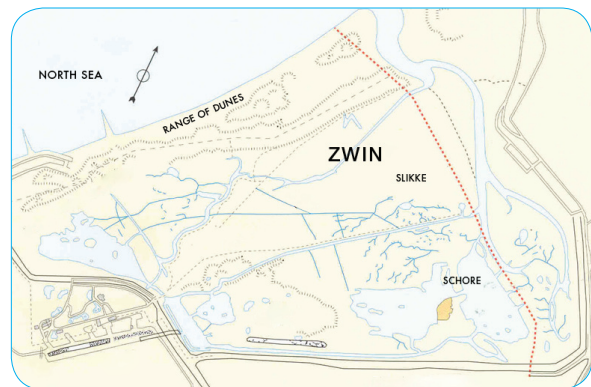 NORTH SEA
RANGE OF DUNES
ZWIN
SLIKKE
SCHORE